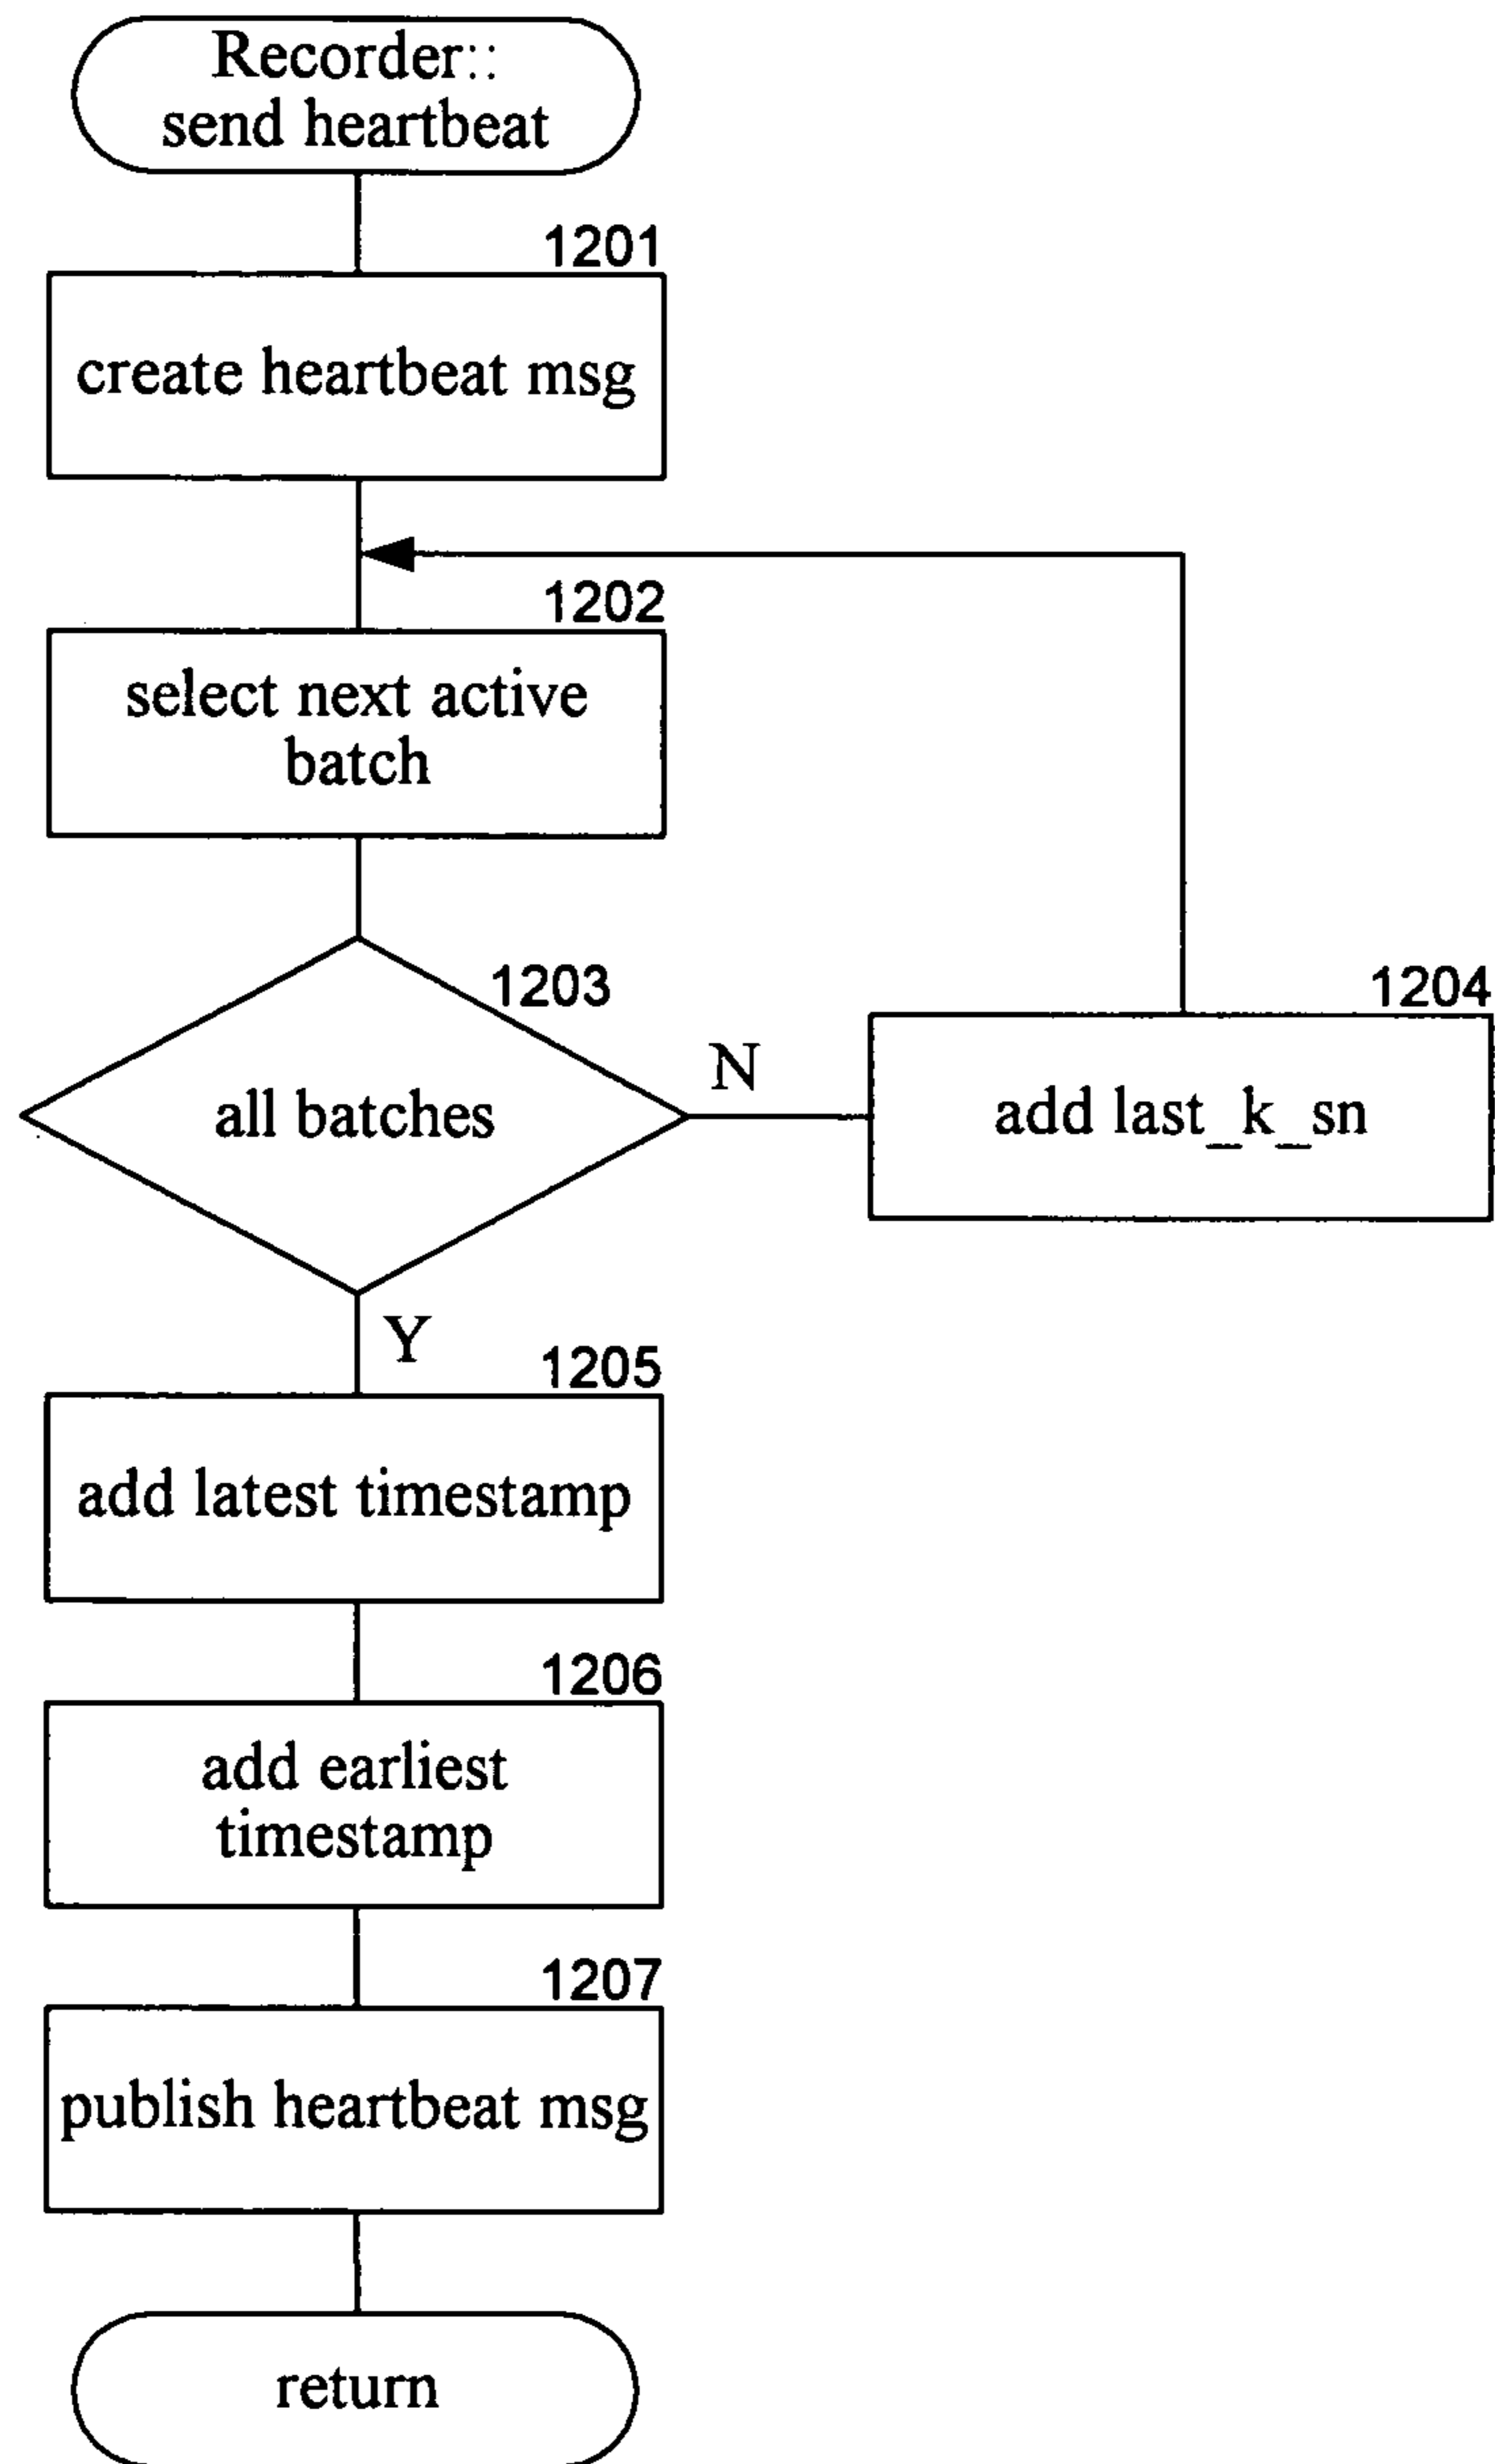 Recorder::
send heartbeat
1201
create heartbeat msg
1202
select next active
batch
1203
all batches
N
1204
add last_k_sn
Y
1205
add latest timestamp
1206
add earliest
timestamp
1207
publish heartbeat msg
return